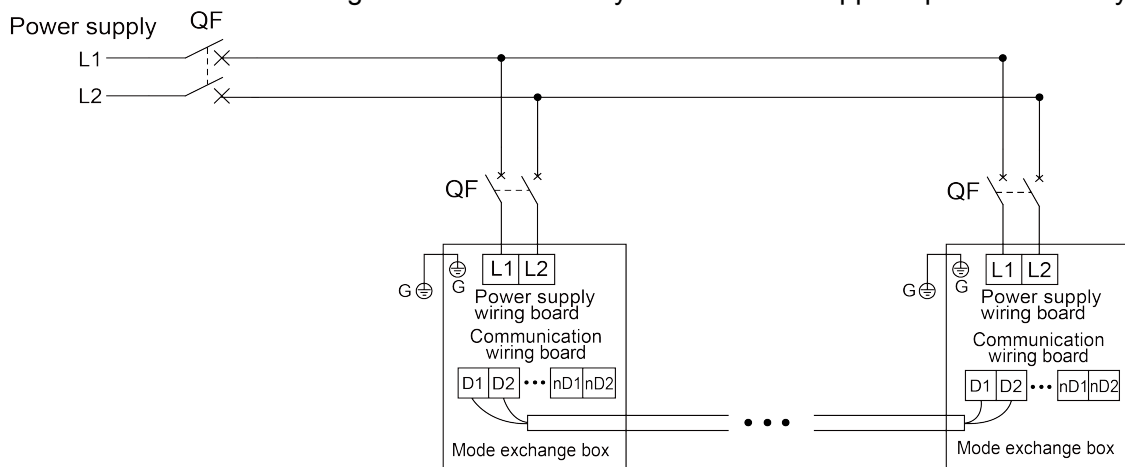 Power supply
QF
L1
L2
QF
QF
G
G
L1 L2
Power supply
wiring board
Communication
wiring board
D1 D2 ••• nD1 nD2
Mode exchange box
•••
G
G
L1 L2
Power supply
wiring board
Communication
wiring board
D1 D2 ••• nD1 nD2
Mode exchange box